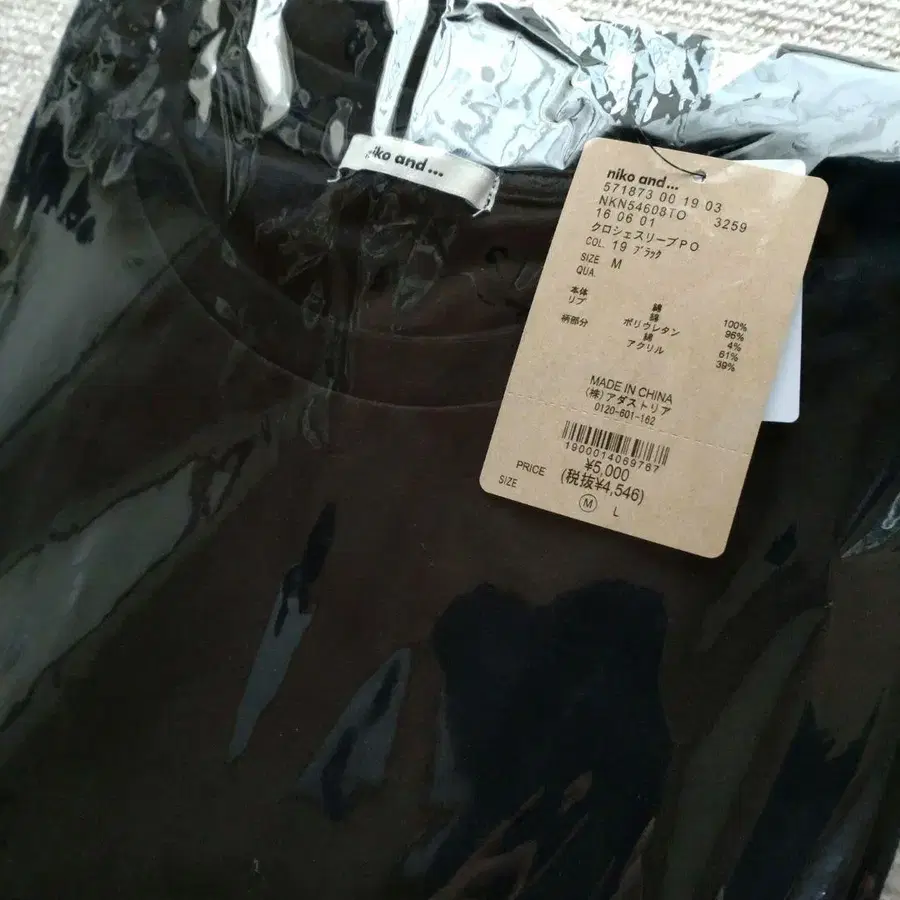 niko and...
niko and...
571873 00 19 03
NKN54608TO 3259
16 06 01
クロシェスリーブPO
COL. 19 ブラック
SIZE M
QUA.
本体 綿 100%
リブ 綿 96%
ポリウレタン 4%
柄部分 綿 61%
アクリル 39%
MADE IN CHINA
(株)アダストリア
0120-601-162
1900014069767
PRICE ¥5,000
(税抜¥4,546)
SIZE M L